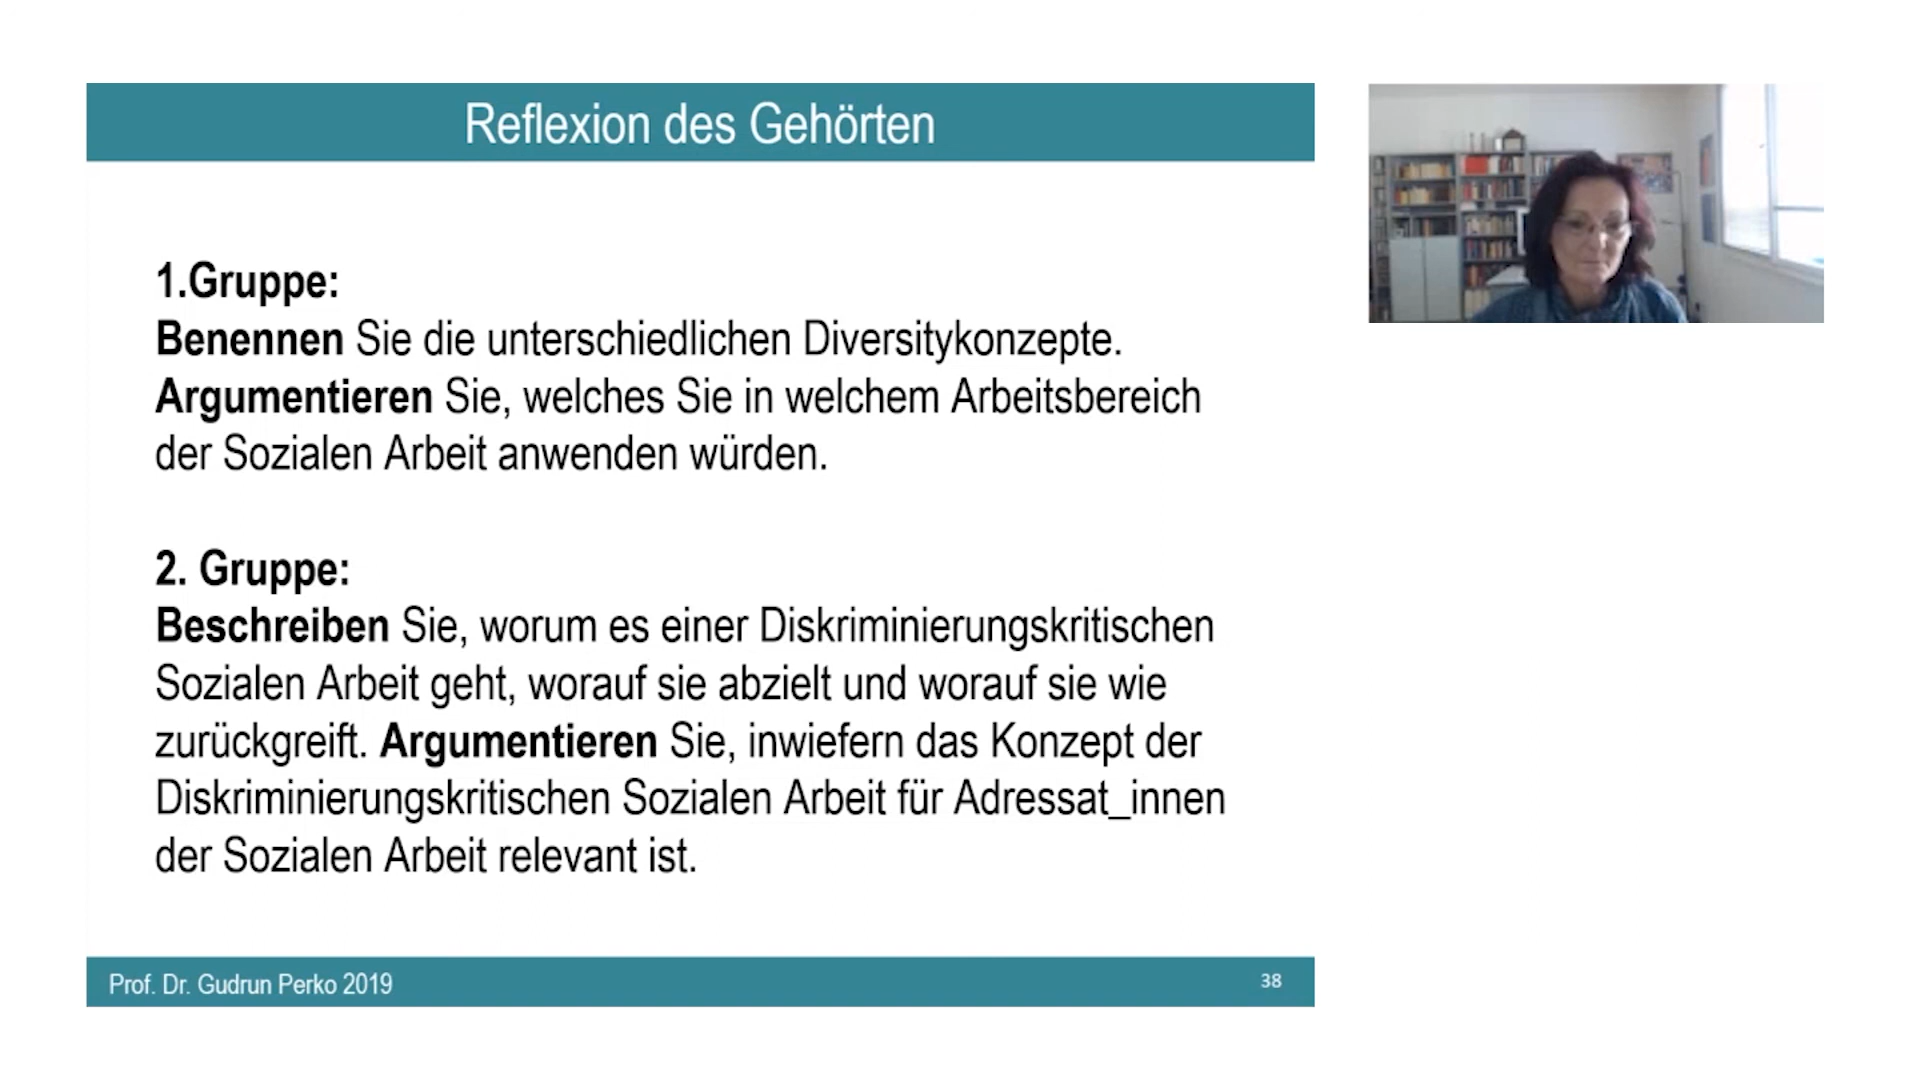 Reflexion des Gehörten
1.Gruppe:
Benennen Sie die unterschiedlichen Diversitykonzepte.
Argumentieren Sie, welches Sie in welchem Arbeitsbereich
der Sozialen Arbeit anwenden würden.
2. Gruppe:
Beschreiben Sie, worum es einer Diskriminierungskritischen
Sozialen Arbeit geht, worauf sie abzielt und worauf sie wie
zurückgreift. Argumentieren Sie, inwiefern das Konzept der
Diskriminierungskritischen Sozialen Arbeit für Adressat_innen
der Sozialen Arbeit relevant ist.
Prof. Dr. Gudrun Perko 2019
38